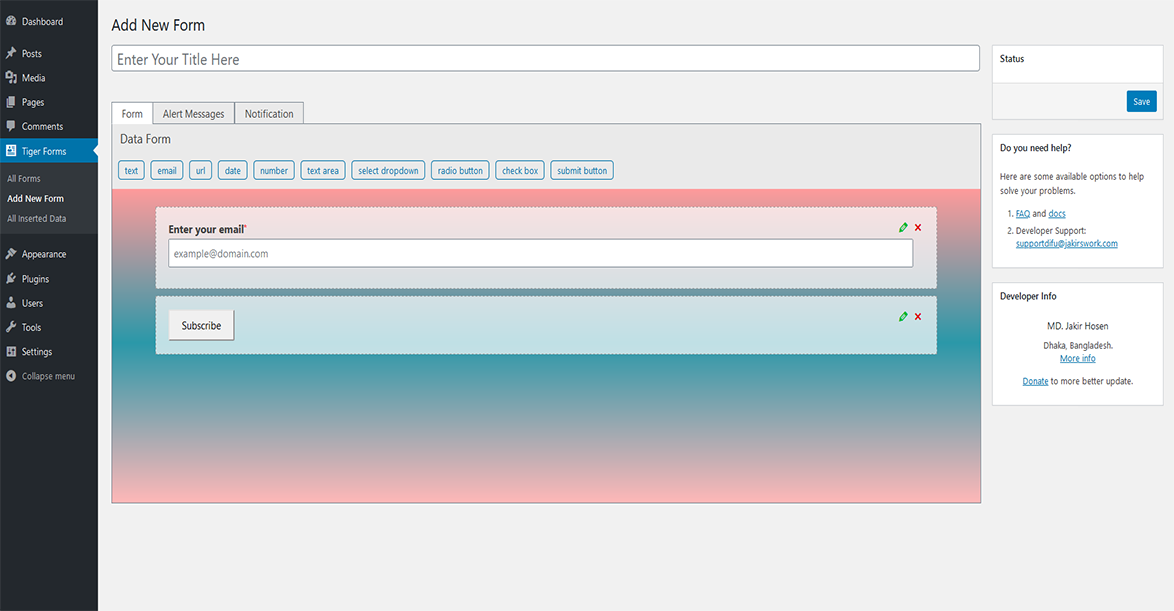 Dashboard
Posts
Media
Pages
Comments
Tiger Forms
All Forms
Add New Form
All Inserted Data
Appearance
Plugins
Users
Tools
Settings
Collapse menu
Add New Form
Enter Your Title Here
Form Alert Messages Notification
Data Form
text email url date number text area select dropdown radio button check box submit button
Enter your email*
example@domain.com
Subscribe
Status
Save
Do you need help?
Here are some available options to help
solve your problems.
1. FAQ and docs
2. Developer Support:
supportdifu@jakirswork.com
Developer Info
MD. Jakir Hosen
Dhaka, Bangladesh.
More info
Donate to more better update.